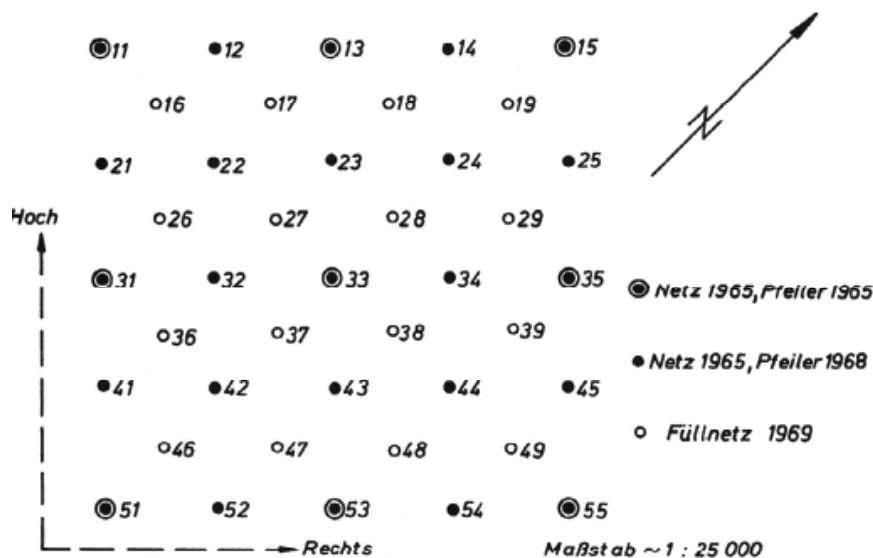 11 12 13 14 15
16 17 18 19
21 22 23 24 25
Hoch 26 27 28 29
31 32 33 34 35
Netz 1965, Pfeiler 1965
36 37 38 39
41 42 43 44 45
Netz 1965, Pfeiler 1968
46 47 48 49
Füllnetz 1969
51 52 53 54 55
Rechts
Maßstab ~ 1 : 25 000